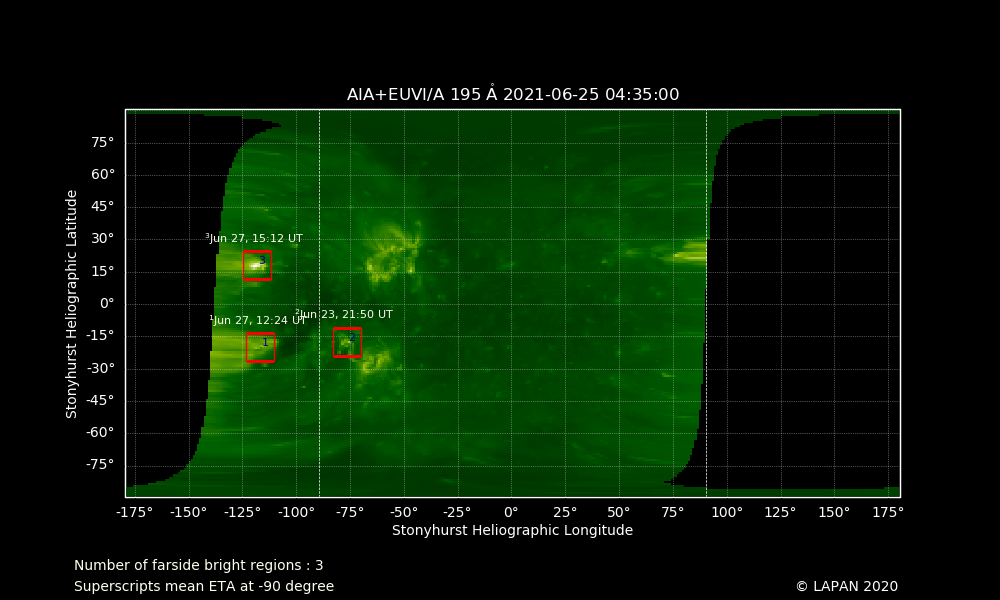 AIA+EUVI/A 195 Å 2021-06-25 04:35:00
75°
60°
45°
30°
15°
0°
-15°
-30°
-45°
-60°
-75°
Stonyhurst Heliographic Latitude
³Jun 27, 15:12 UT
3
¹Jun 27, 12:24 UT
²Jun 23, 21:50 UT
1
2
-175° -150° -125° -100° -75° -50° -25° 0° 25° 50° 75° 100° 125° 150° 175°
Stonyhurst Heliographic Longitude
Number of farside bright regions : 3
Superscripts mean ETA at -90 degree
© LAPAN 2020